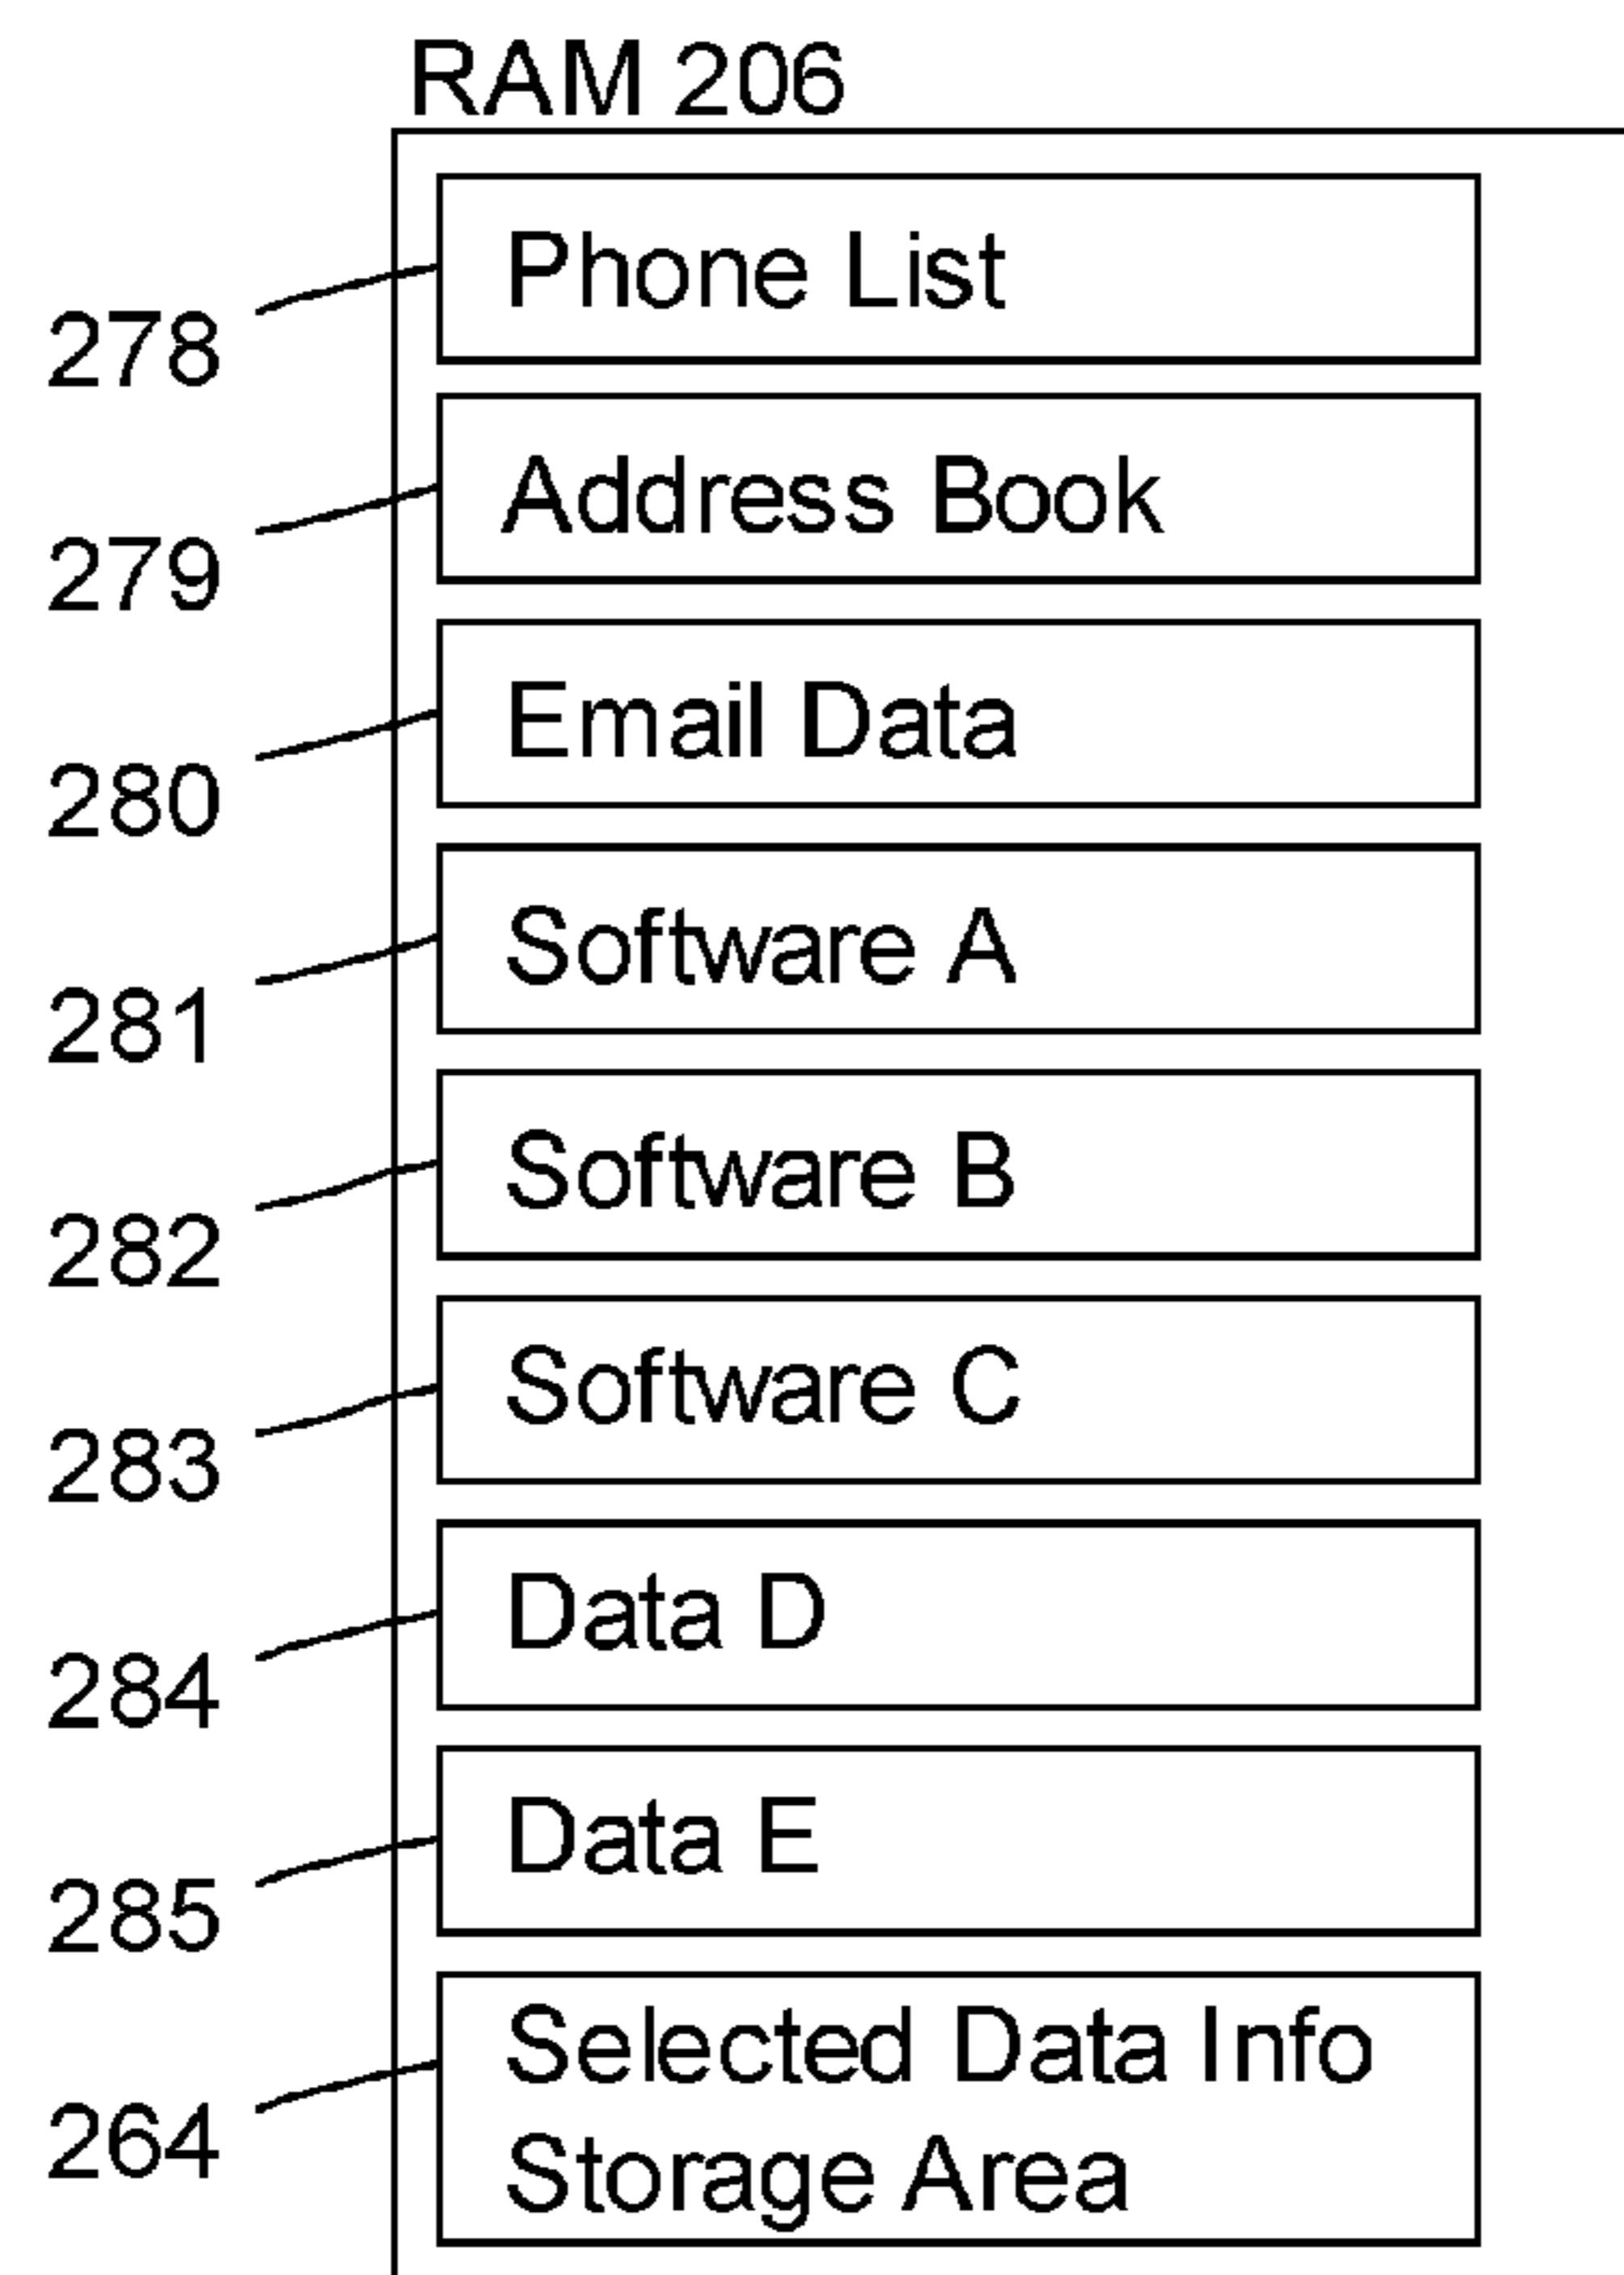 RAM 206
Phone List
278
Address Book
279
Email Data
280
Software A
281
Software B
282
Software C
283
Data D
284
Data E
285
Selected Data Info
Storage Area
264